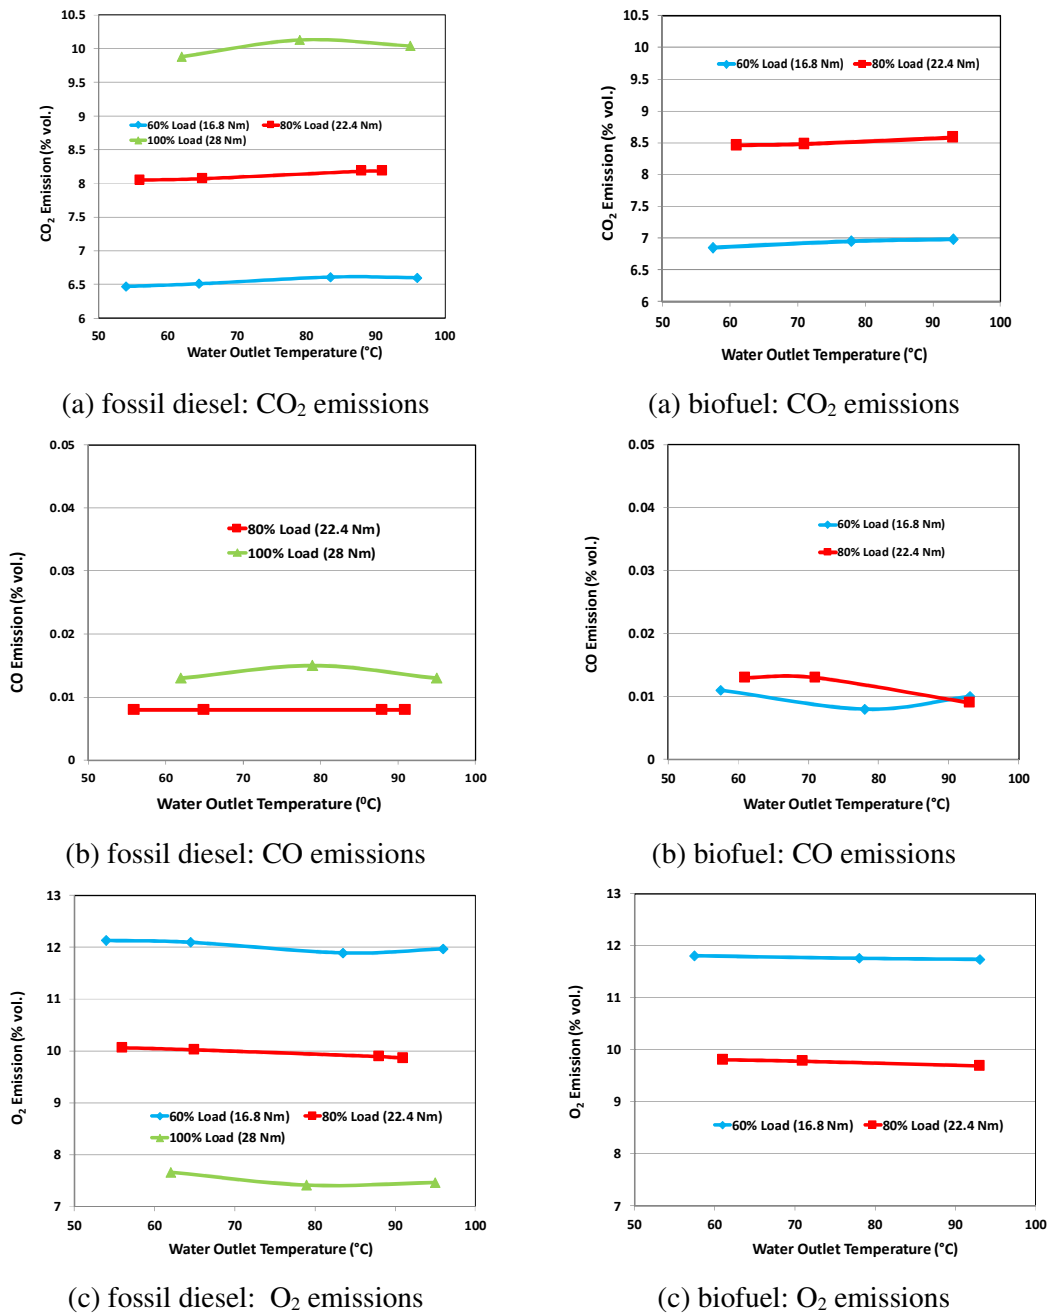 10.5
10
9.5
9
8.5
8
7.5
7
6.5
6
CO₂ Emission (% vol.)
60% Load (16.8 Nm) 80% Load (22.4 Nm)
100% Load (28 Nm)
50 60 70 80 90 100
Water Outlet Temperature (°C)
(a) fossil diesel: CO₂ emissions
10.5
10
9.5
9
8.5
8
7.5
7
6.5
6
CO₂ Emission (% vol.)
60% Load (16.8 Nm) 80% Load (22.4 Nm)
50 60 70 80 90 100
Water Outlet Temperature (°C)
(a) biofuel: CO₂ emissions
0.05
0.04
0.03
0.02
0.01
0
CO Emission (% vol.)
80% Load (22.4 Nm)
100% Load (28 Nm)
50 60 70 80 90 100
Water Outlet Temperature (⁰C)
(b) fossil diesel: CO emissions
0.05
0.04
0.03
0.02
0.01
0
CO Emission (% vol.)
60% Load (16.8 Nm)
80% Load (22.4 Nm)
50 60 70 80 90 100
Water Outlet Temperature (°C)
(b) biofuel: CO emissions
13
12
11
10
9
8
7
O₂ Emission (% vol.)
60% Load (16.8 Nm) 80% Load (22.4 Nm)
100% Load (28 Nm)
50 60 70 80 90 100
Water Outlet Temperature (°C)
(c) fossil diesel: O₂ emissions
13
12
11
10
9
8
7
O₂ Emission (% vol.)
60% Load (16.8 Nm) 80% Load (22.4 Nm)
50 60 70 80 90 100
Water Outlet Temperature (°C)
(c) biofuel: O₂ emissions